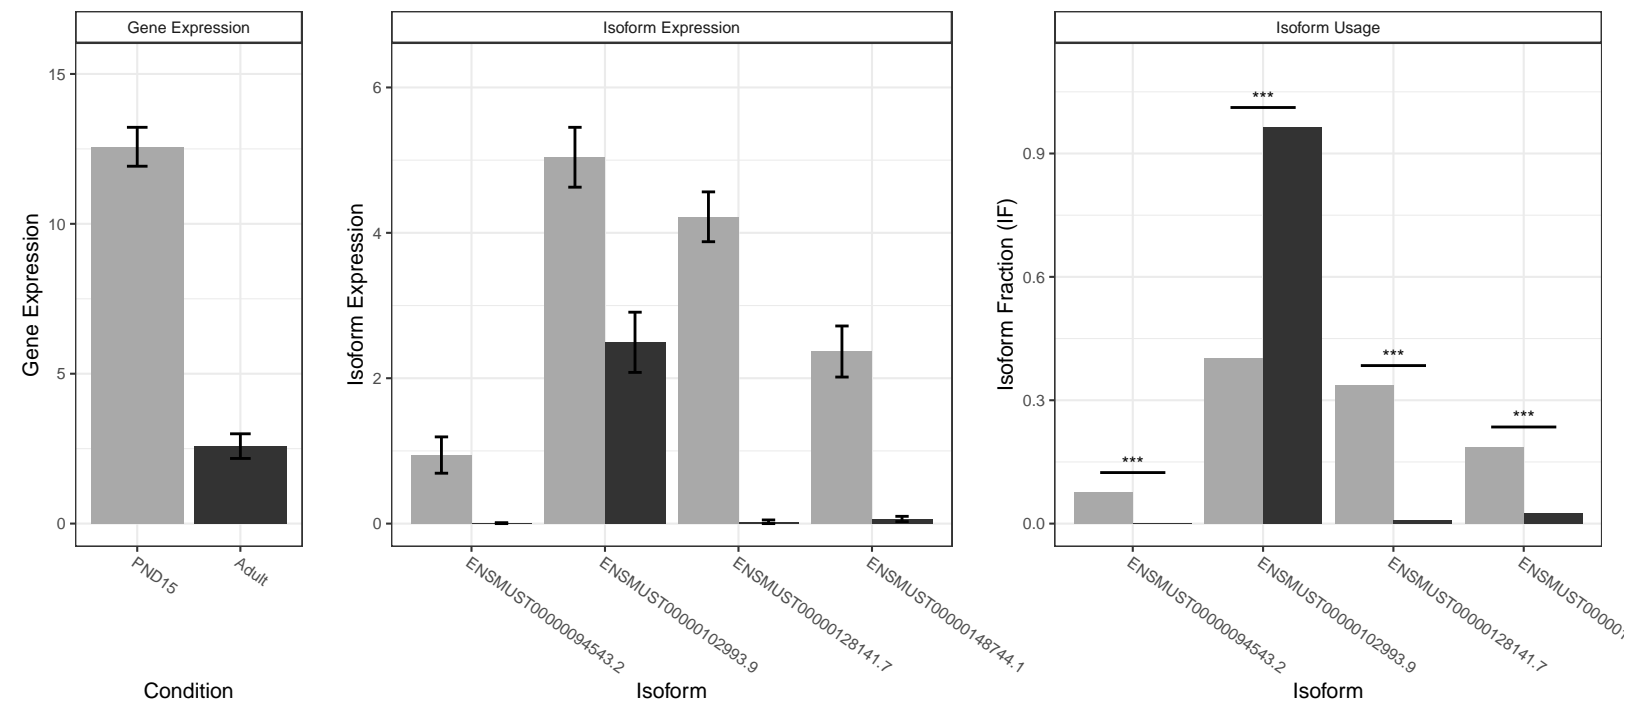 Gene Expression
Isoform Expression
Isoform Usage
Gene Expression
15
10
5
0
PND15
Adult
Condition
Isoform Expression
6
4
2
0
ENSMUST00000094543.2
ENSMUST00000102993.9
ENSMUST00000128141.7
ENSMUST00000148744.1
Isoform
Isoform Fraction (IF)
0.9
0.6
0.3
0.0
***
***
***
***
ENSMUST00000094543.2
ENSMUST00000102993.9
ENSMUST00000128141.7
Isoform